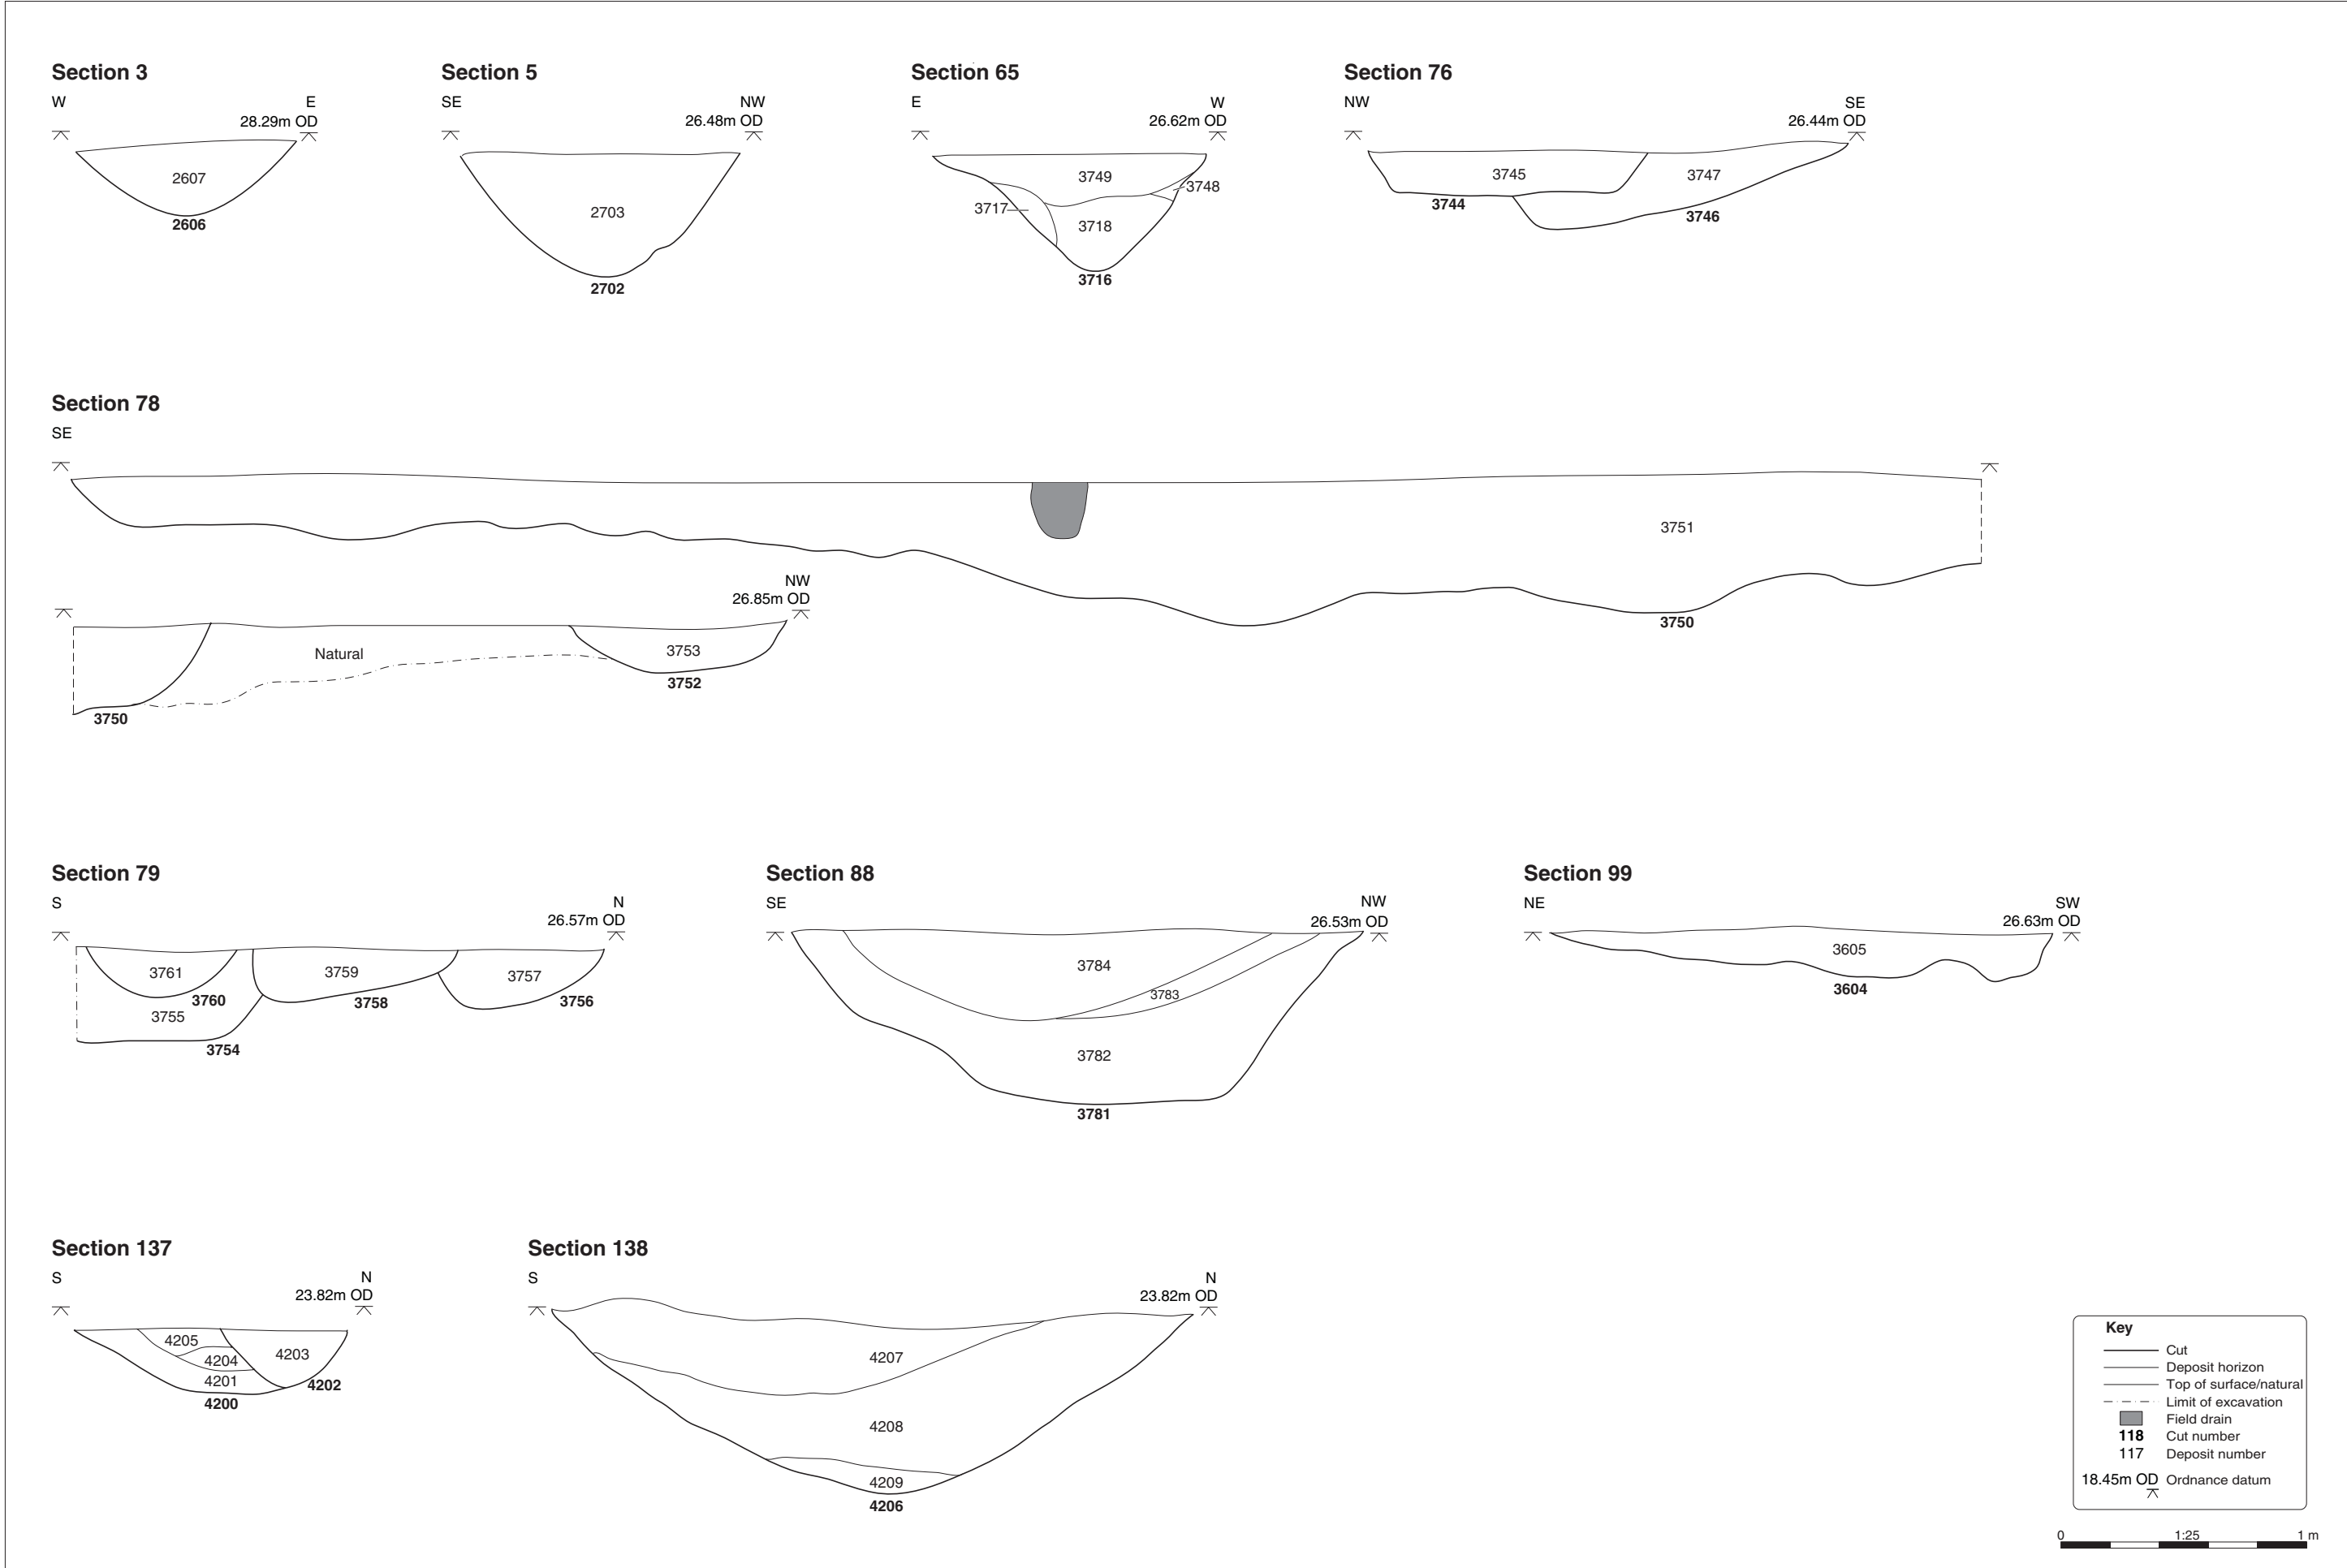 Section 3
W
E
28.29m OD
2607
2606
Section 5
SE
NW
26.48m OD
2703
2702
Section 65
E
W
26.62m OD
3749
3748
3717
3718
3716
Section 76
NW
SE
26.44m OD
3745
3747
3744
3746
Section 78
SE
3751
3750
NW
26.85m OD
Natural
3753
3752
3750
Section 79
S
N
26.57m OD
3761
3759
3757
3760
3758
3756
3755
3754
Section 88
SE
NW
26.53m OD
3784
3783
3782
3781
Section 99
NE
SW
26.63m OD
3605
3604
Section 137
S
N
23.82m OD
4205
4204
4203
4201
4202
4200
Section 138
S
N
23.82m OD
4207
4208
4209
4206
Key
Cut
Deposit horizon
Top of surface/natural
Limit of excavation
Field drain
118 Cut number
117 Deposit number
18.45m OD Ordnance datum
0 1:25 1 m